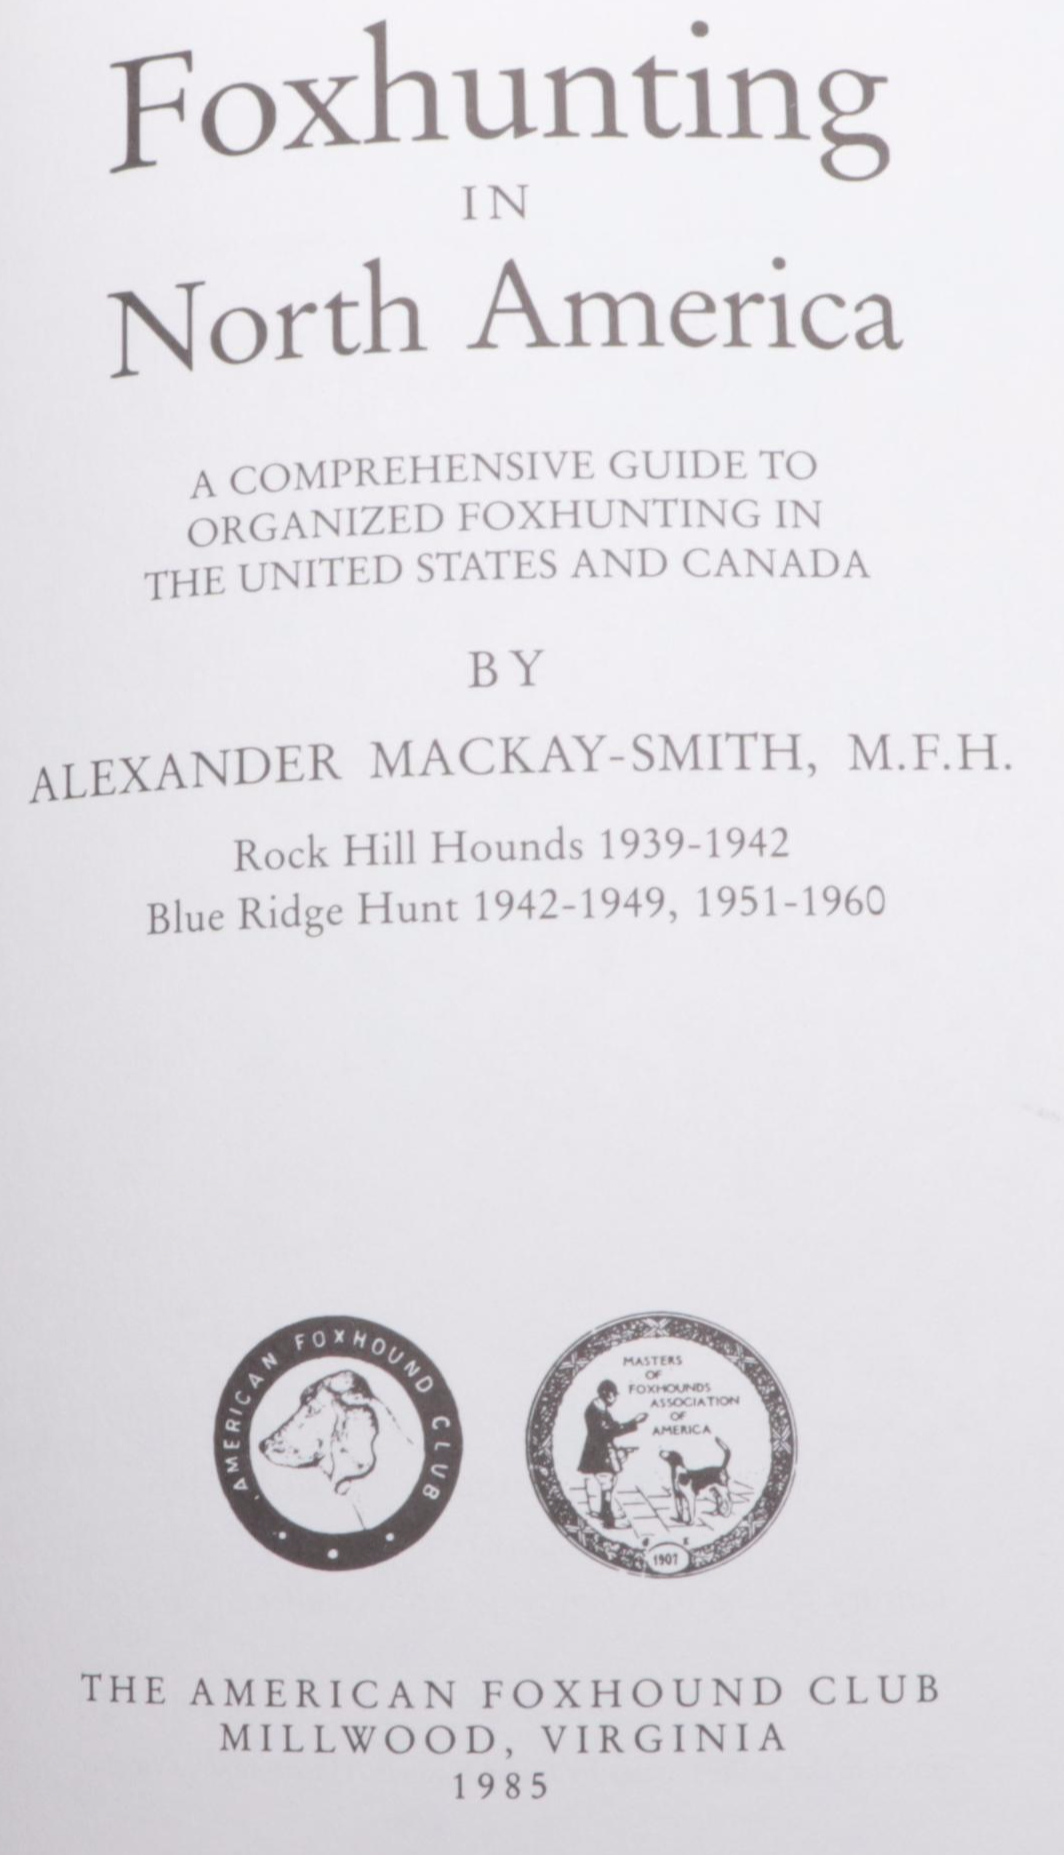 Foxhunting
IN
North America
A COMPREHENSIVE GUIDE TO
ORGANIZED FOXHUNTING IN
THE UNITED STATES AND CANADA
BY
ALEXANDER MACKAY-SMITH, M.F.H.
Rock Hill Hounds 1939-1942
Blue Ridge Hunt 1942-1949, 1951-1960
AMERICAN FOXHOUND CLUB
MASTERS
OF
FOXHOUNDS
ASSOCIATION
OF
AMERICA
1907
THE AMERICAN FOXHOUND CLUB
MILLWOOD, VIRGINIA
1985